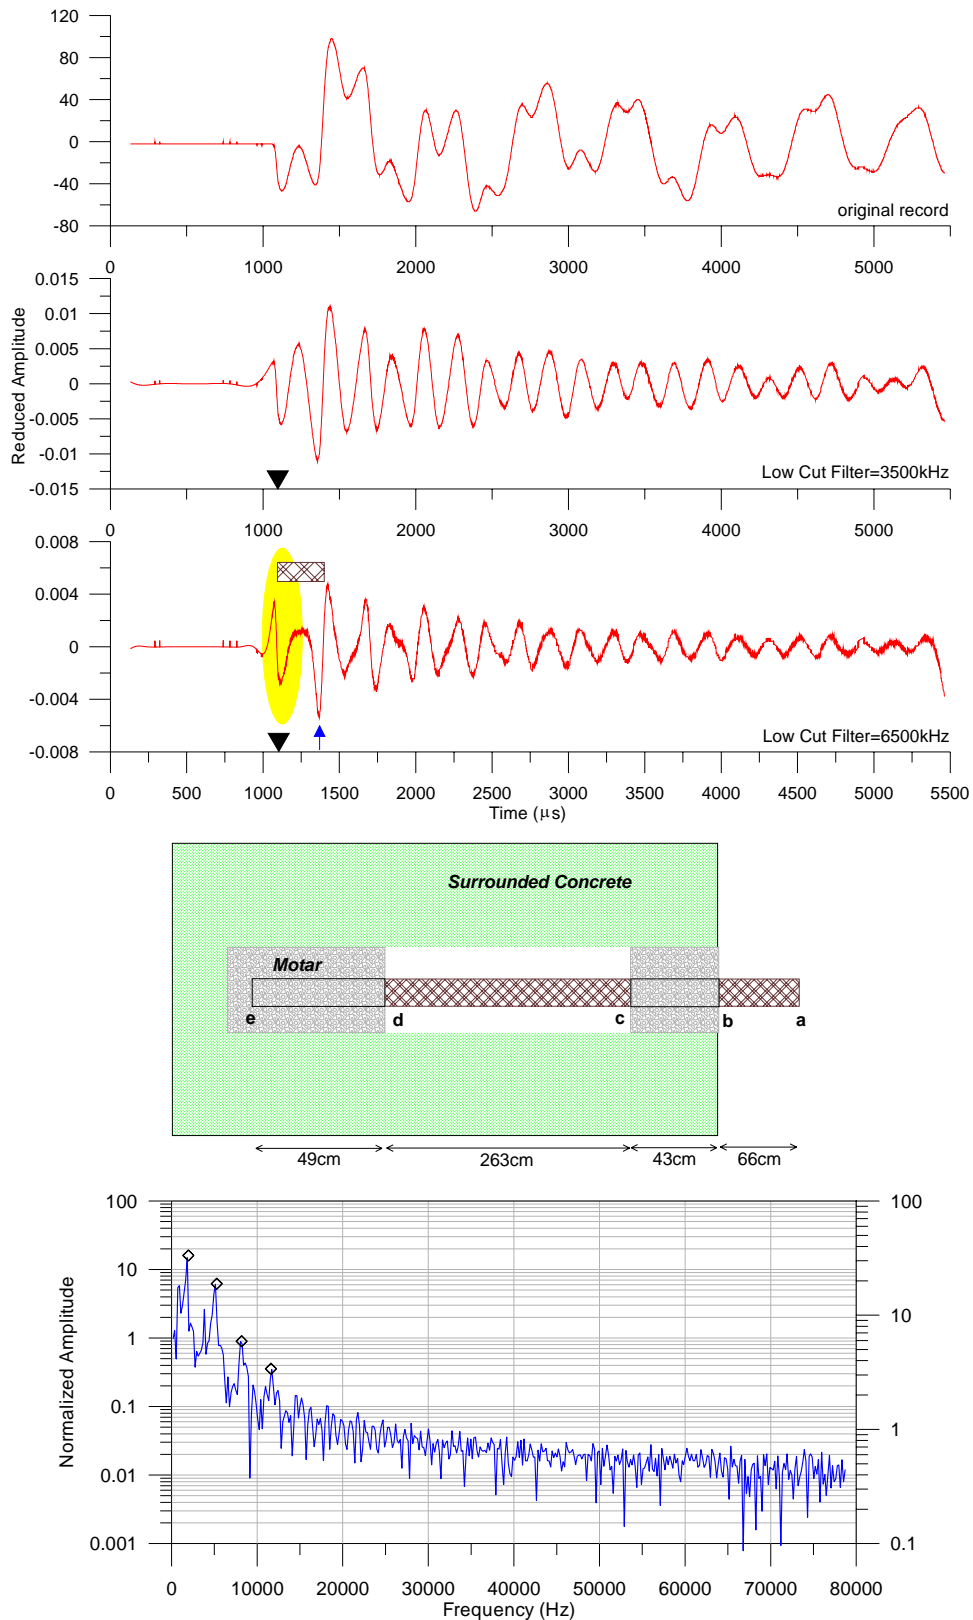 120
80
40
0
-40
-80
original record
0 1000 2000 3000 4000 5000
0.015
0.01
0.005
0
-0.005
-0.01
-0.015
Reduced Amplitude
Low Cut Filter=3500kHz
0 1000 2000 3000 4000 5000
0.008
0.004
0
-0.004
-0.008
Low Cut Filter=6500kHz
0 500 1000 1500 2000 2500 3000 3500 4000 4500 5000 5500
Time (μs)
Surrounded Concrete
Motar
e d c b a
49cm 263cm 43cm 66cm
100
10
1
0.1
0.01
0.001
Normalized Amplitude
100
10
1
0.1
0 10000 20000 30000 40000 50000 60000 70000 80000
Frequency (Hz)